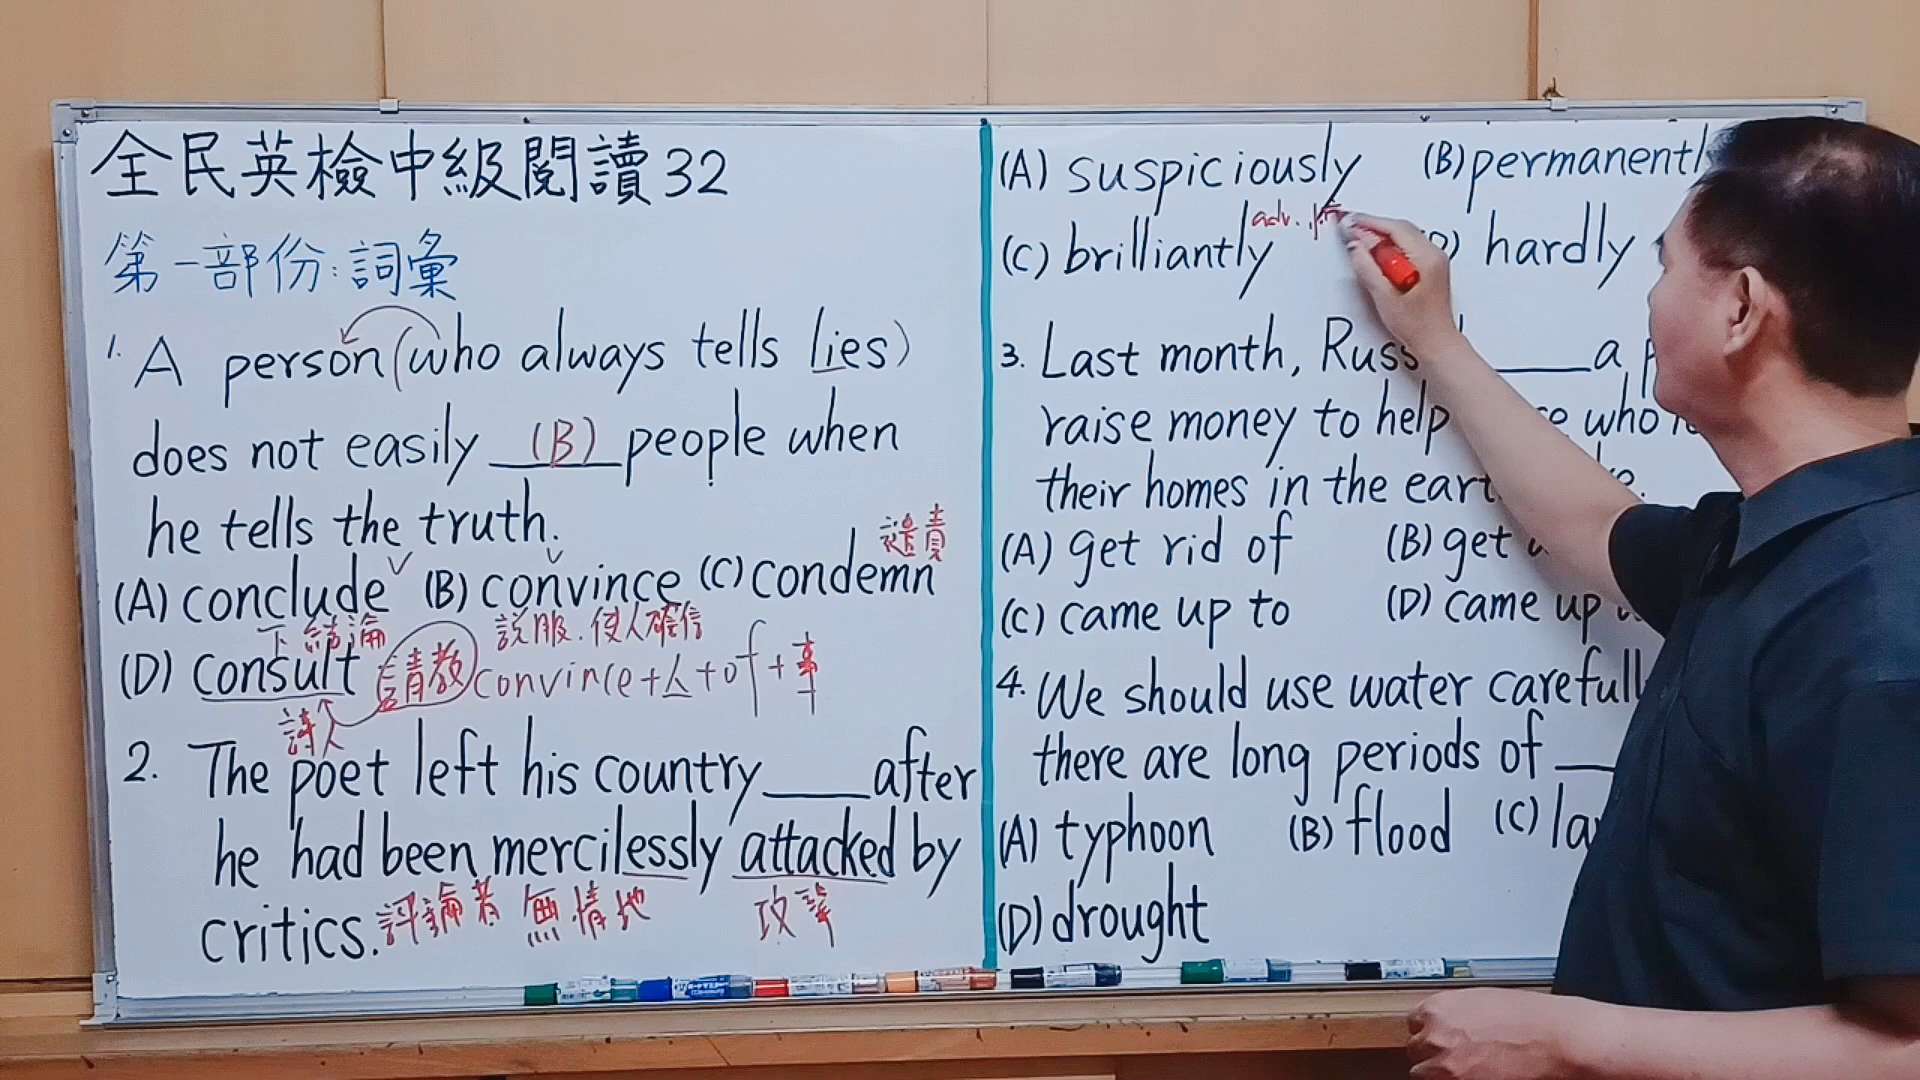 全民英檢中級閱讀32
第一部份:詞彙
1. A person (who always tells lies)
does not easily (B) people when
he tells the truth.
譴責
(A) conclude (B) convince (C) condemn
下結論 說服.使人確信
(D) consult 請教 convince+人+of+事
詩人
2. The poet left his country ____ after
he had been mercilessly attacked by
critics. 評論者 無情地 攻擊
(A) suspiciously (B) permanently
adv.
(C) brilliantly (D) hardly
3. Last month, ____ a
raise money to help who
their homes in the
(A) get rid of (B) get
(C) came up to (D) came up
4. We should use water
there are long periods of ____
(A) typhoon (B) flood (C)
(D) drought